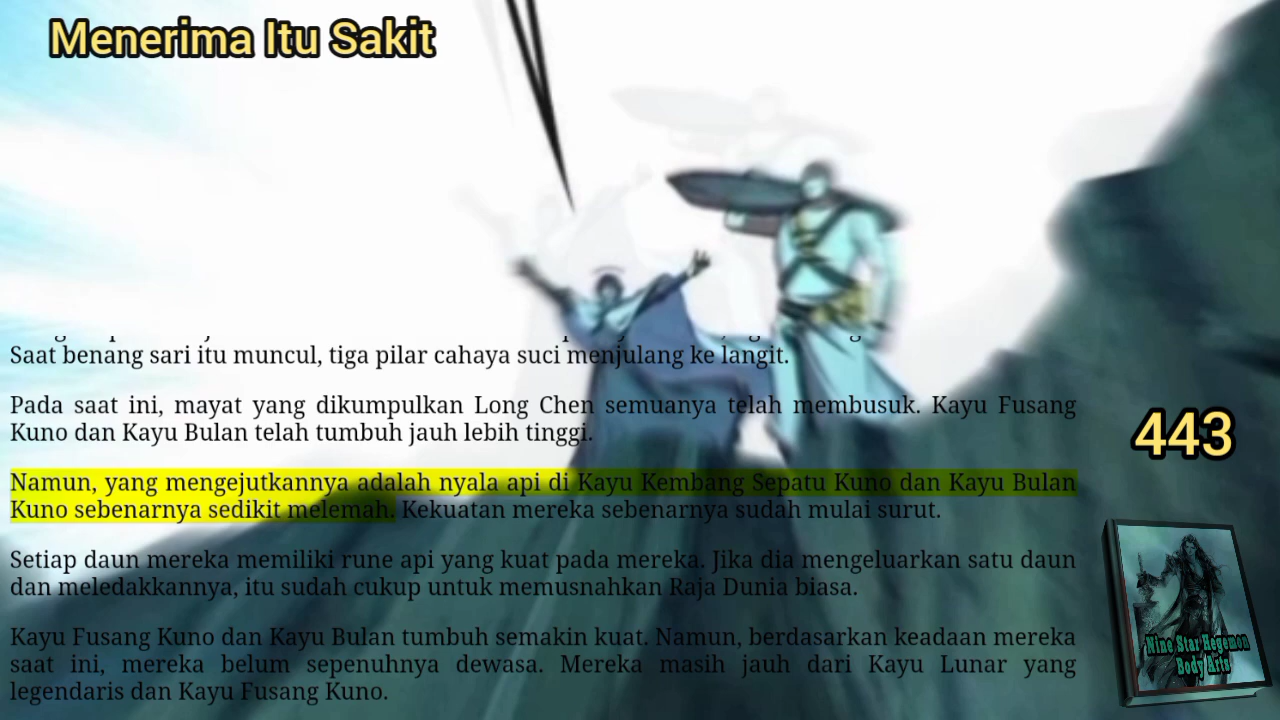 Menerima Itu Sakit
Saat benang sari itu muncul, tiga pilar cahaya suci menjulang ke langit.
Pada saat ini, mayat yang dikumpulkan Long Chen semuanya telah membusuk. Kayu Fusang
Kuno dan Kayu Bulan telah tumbuh jauh lebih tinggi.
Namun, yang mengejutkannya adalah nyala api di Kayu Kembang Sepatu Kuno dan Kayu Bulan
Kuno sebenarnya sedikit melemah. Kekuatan mereka sebenarnya sudah mulai surut.
Setiap daun mereka memiliki rune api yang kuat pada mereka. Jika dia mengeluarkan satu daun
dan meledakkannya, itu sudah cukup untuk memusnahkan Raja Dunia biasa.
Kayu Fusang Kuno dan Kayu Bulan tumbuh semakin kuat. Namun, berdasarkan keadaan mereka
saat ini, mereka belum sepenuhnya dewasa. Mereka masih jauh dari Kayu Lunar yang
legendaris dan Kayu Fusang Kuno.
443
Nine Star Hegemon
Body Arts